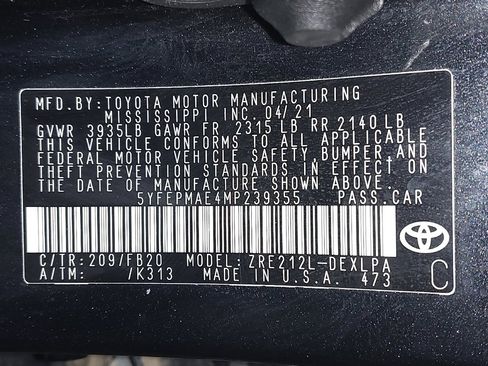 MFD.BY:TOYOTA MOTOR MANUFACTURING
MISSISSIPPI INC. 04/21
GVWR 3935LB GAWR FR 2315 LB RR 2140 LB
THIS VEHICLE CONFORMS TO ALL APPLICABLE
FEDERAL MOTOR VEHICLE SAFETY,BUMPER AND
THEFT PREVENTION STANDARDS IN EFFECT ON
THE DATE OF MANUFACTURE SHOWN ABOVE.
5YFEPMAE4MP239355 PASS.CAR
C/TR:209/FB20 MODEL:ZRE212L-DEXLPA
A/TM: /K313 MADE IN U.S.A. 473
C